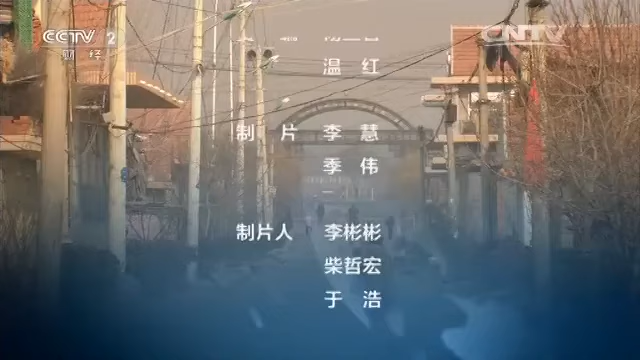 CCTV 2
财经
CNTV
温 红
制 片 李 慧
季 伟
制片人 李彬彬
柴哲宏
于 浩